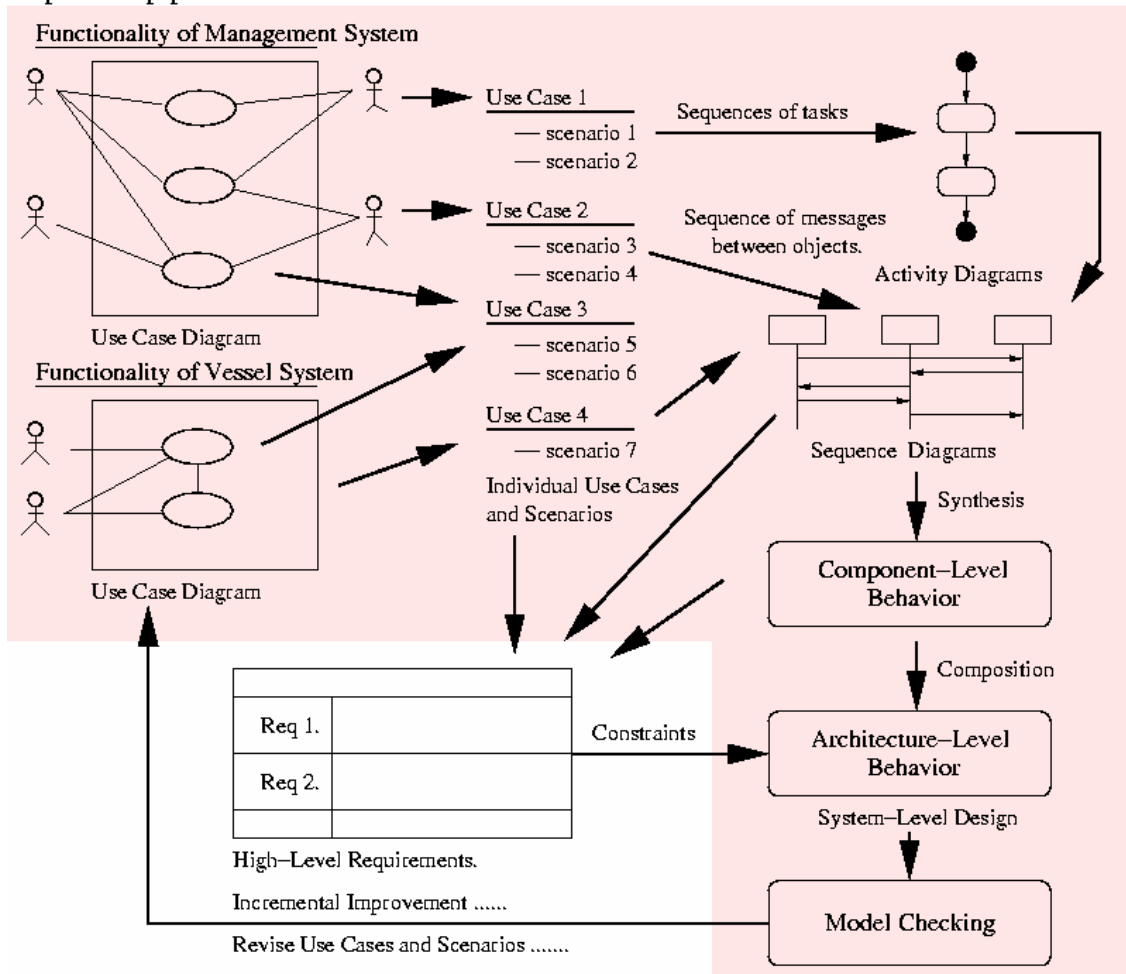 Functionality of Management System
Use Case Diagram
Functionality of Vessel System
Use Case Diagram
Use Case 1
— scenario 1
— scenario 2
Use Case 2
— scenario 3
— scenario 4
Use Case 3
— scenario 5
— scenario 6
Use Case 4
— scenario 7
Individual Use Cases
and Scenarios
Sequences of tasks
Sequence of messages
between objects.
Activity Diagrams
Sequence Diagrams
Synthesis
Component–Level
Behavior
Composition
Architecture–Level
Behavior
System–Level Design
Model Checking
Req 1.
Req 2.
Constraints
High–Level Requirements.
Incremental Improvement ......
Revise Use Cases and Scenarios .......